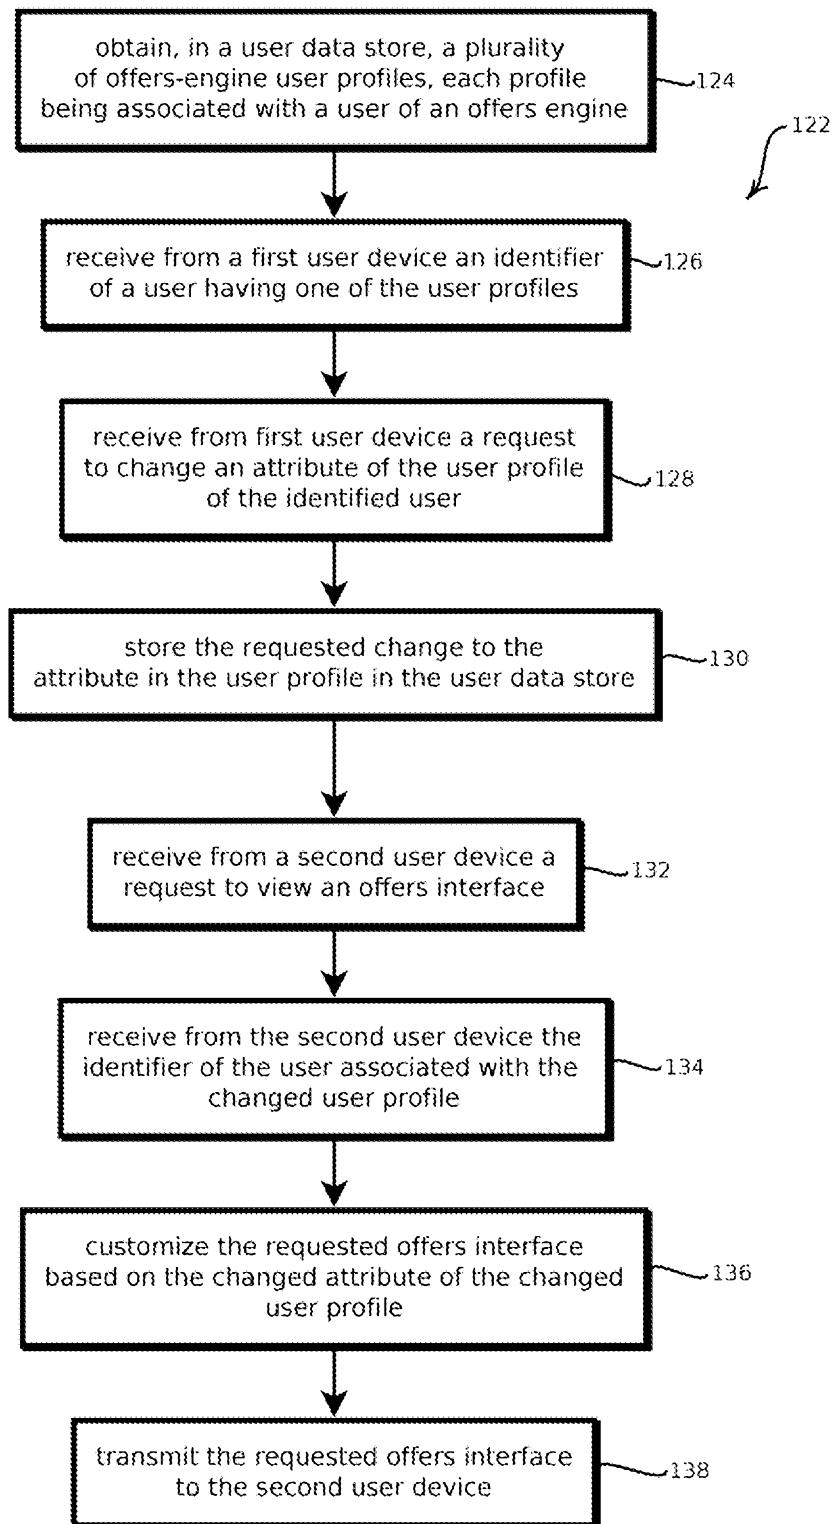 obtain, in a user data store, a plurality
of offers-engine user profiles, each profile
being associated with a user of an offers engine
124
122
receive from a first user device an identifier
of a user having one of the user profiles
126
receive from first user device a request
to change an attribute of the user profile
of the identified user
128
store the requested change to the
attribute in the user profile in the user data store
130
receive from a second user device a
request to view an offers interface
132
receive from the second user device the
identifier of the user associated with the
changed user profile
134
customize the requested offers interface
based on the changed attribute of the changed
user profile
136
transmit the requested offers interface
to the second user device
138